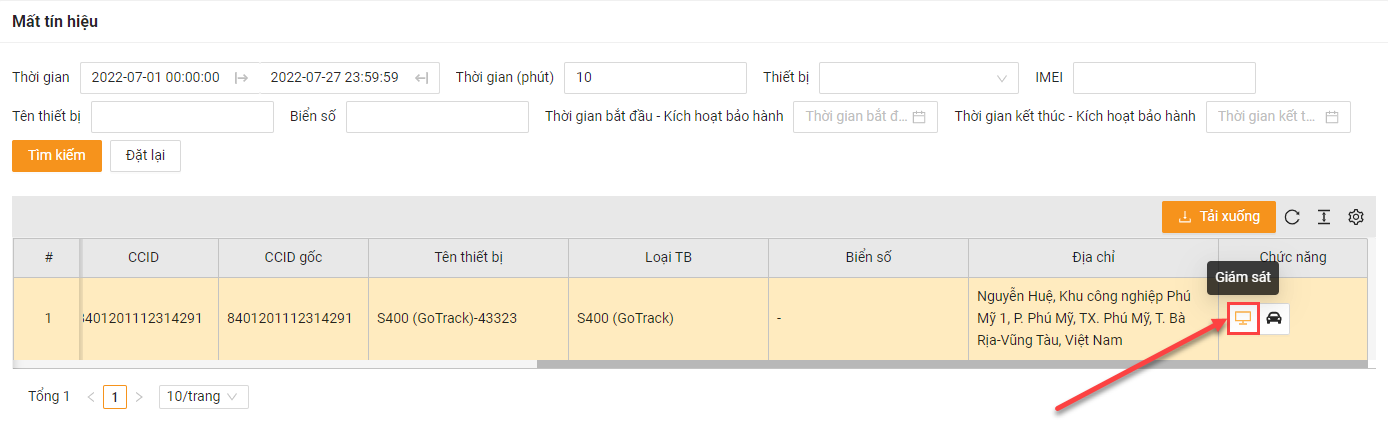 Mất tín hiệu
Thời gian 2022-07-01 00:00:00 2022-07-27 23:59:59 Thời gian (phút) 10 Thiết bị IMEI
Tên thiết bị Biển số Thời gian bắt đầu - Kích hoạt bảo hành Thời gian bắt đ... Thời gian kết thúc - Kích hoạt bảo hành Thời gian kết t...
Tìm kiếm Đặt lại
Tải xuống
# CCID CCID gốc Tên thiết bị Loại TB Biển số Địa chỉ Chức năng
Giám sát
1 8401201112314291 8401201112314291 S400 (GoTrack)-43323 S400 (GoTrack) - Nguyễn Huệ, Khu công nghiệp Phú
Mỹ 1, P. Phú Mỹ, TX. Phú Mỹ, T. Bà
Rịa-Vũng Tàu, Việt Nam
Tổng 1 < 1 > 10/trang